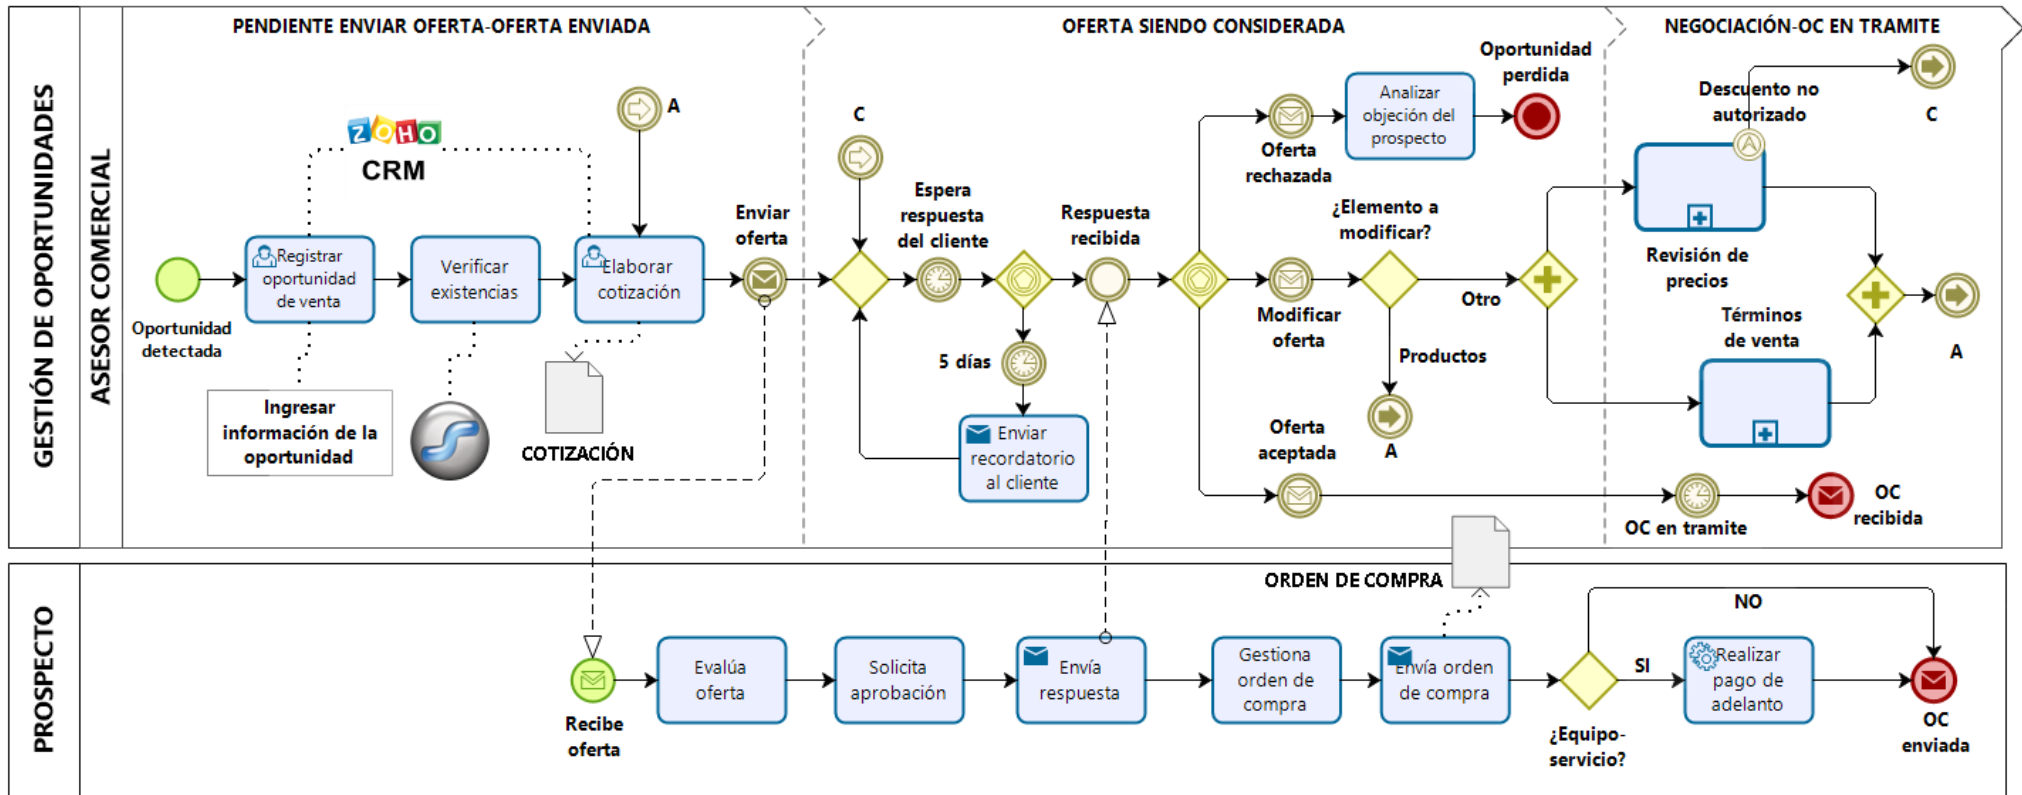 GESTIÓN DE OPORTUNIDADES
ASESOR COMERCIAL
PENDIENTE ENVIAR OFERTA-OFERTA ENVIADA
OFERTA SIENDO CONSIDERADA
NEGOCIACIÓN-OC EN TRAMITE
Oportunidad
detectada
ZOHO
CRM
Registrar
oportunidad
de venta
Ingresar
información de la
oportunidad
Verificar
existencias
A
Elaborar
cotización
COTIZACIÓN
Enviar
oferta
C
Espera
respuesta
del cliente
5 días
Enviar
recordatorio
al cliente
Respuesta
recibida
Oferta
rechazada
Analizar
objeción del
prospecto
Oportunidad
perdida
Modificar
oferta
¿Elemento a
modificar?
Otro
Productos
A
Oferta
aceptada
Descuento no
autorizado
C
Revisión de
precios
Términos
de venta
A
OC en tramite
OC
recibida
PROSPECTO
Recibe
oferta
Evalúa
oferta
Solicita
aprobación
Envía
respuesta
Gestiona
orden de
compra
Envía orden
de compra
ORDEN DE COMPRA
¿Equipo-
servicio?
NO
SI
Realizar
pago de
adelanto
OC
enviada